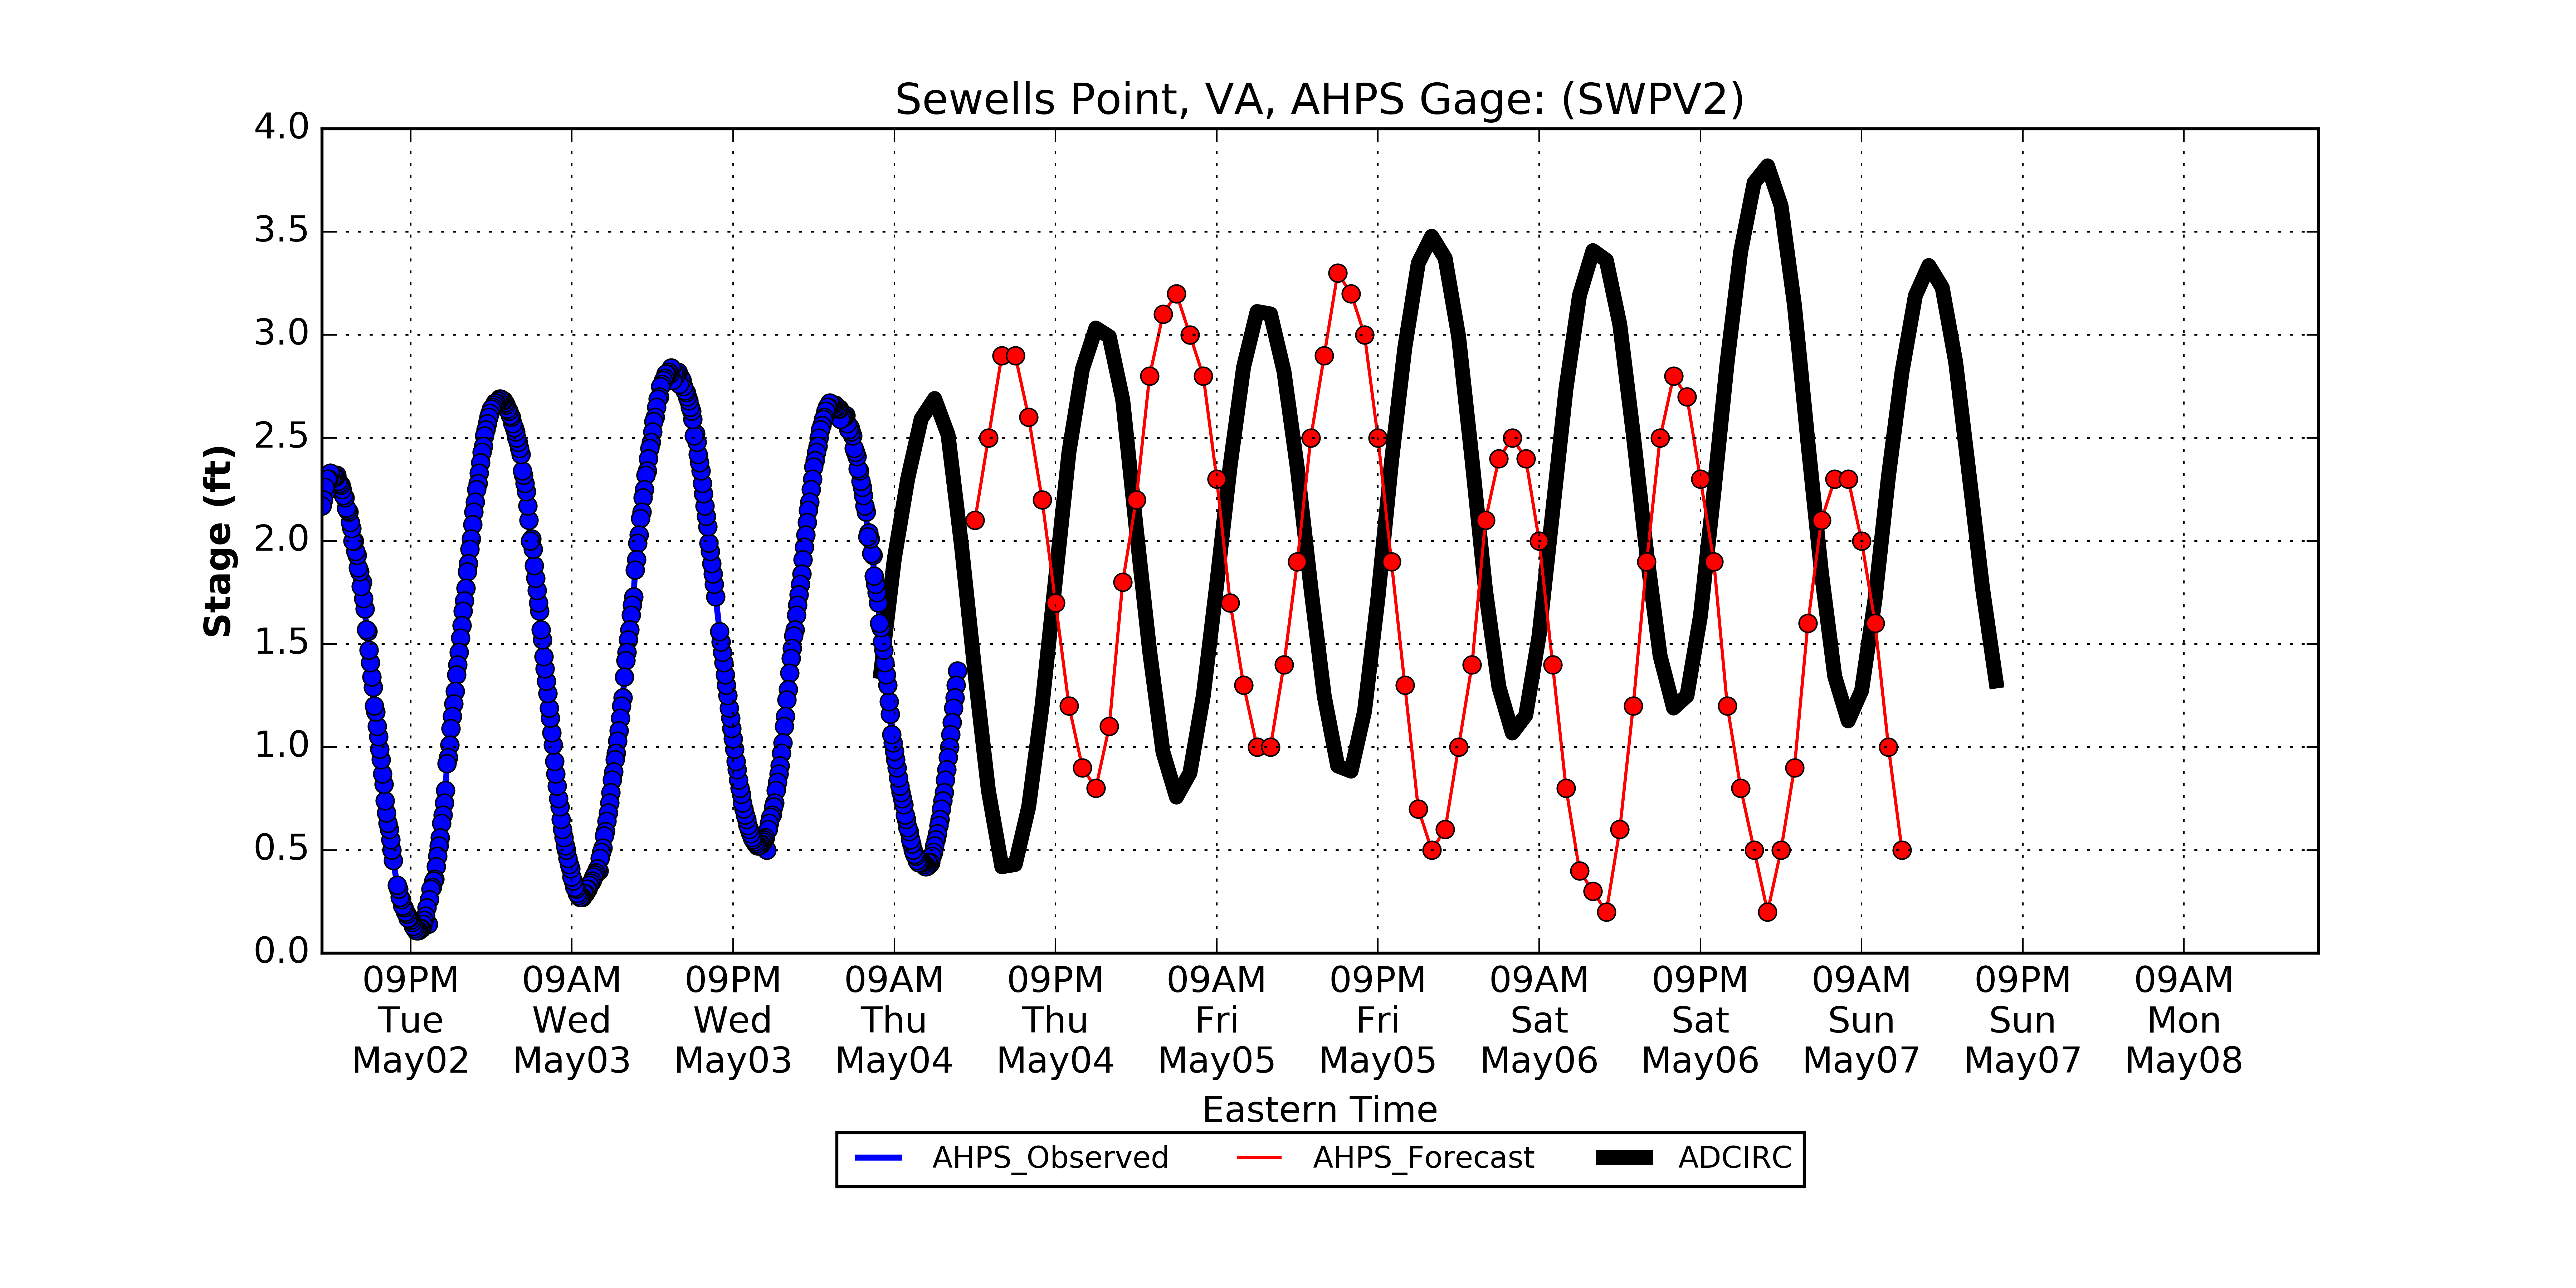 Sewells Point, VA, AHPS Gage: (SWPV2)
4.0
3.5
3.0
2.5
2.0
1.5
1.0
0.5
0.0
Stage (ft)
09PM 09AM 09PM 09AM 09PM 09AM 09PM 09AM 09PM 09AM 09PM 09AM
Tue Wed Wed Thu Thu Fri Fri Sat Sat Sun Sun Mon
May02 May03 May03 May04 May04 May05 May05 May06 May06 May07 May07 May08
Eastern Time
AHPS_Observed AHPS_Forecast ADCIRC